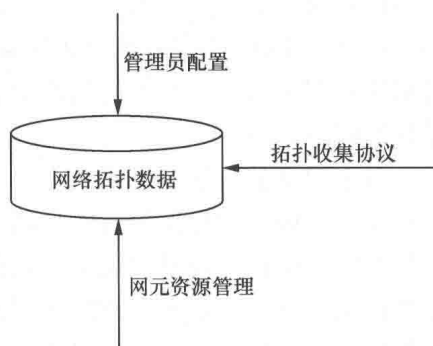 管理员配置
拓扑收集协议
网络拓扑数据
网元资源管理